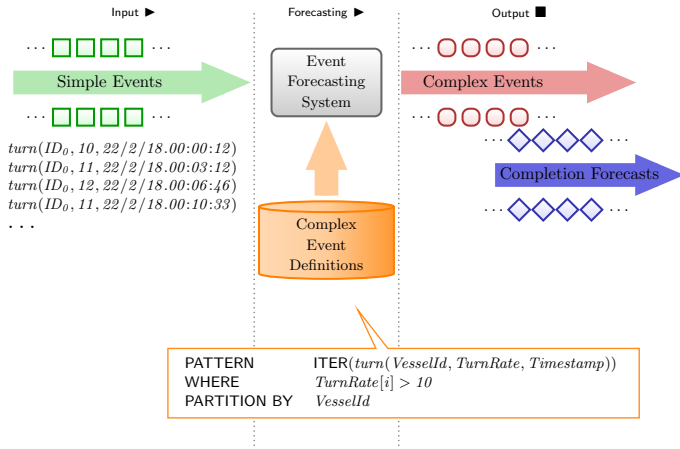 Input ▶
Forecasting ▶
Output ■
... ...
Simple Events
... ...
turn(ID₀, 10, 22/2/18.00:00:12)
turn(ID₀, 11, 22/2/18.00:03:12)
turn(ID₀, 12, 22/2/18.00:06:46)
turn(ID₀, 11, 22/2/18.00:10:33)
...
Event
Forecasting
System
Complex
Event
Definitions
... ...
Complex Events
... ...
... ...
Completion Forecasts
... ...
PATTERN ITER(turn(VesselId, TurnRate, Timestamp))
WHERE TurnRate[i] > 10
PARTITION BY VesselId